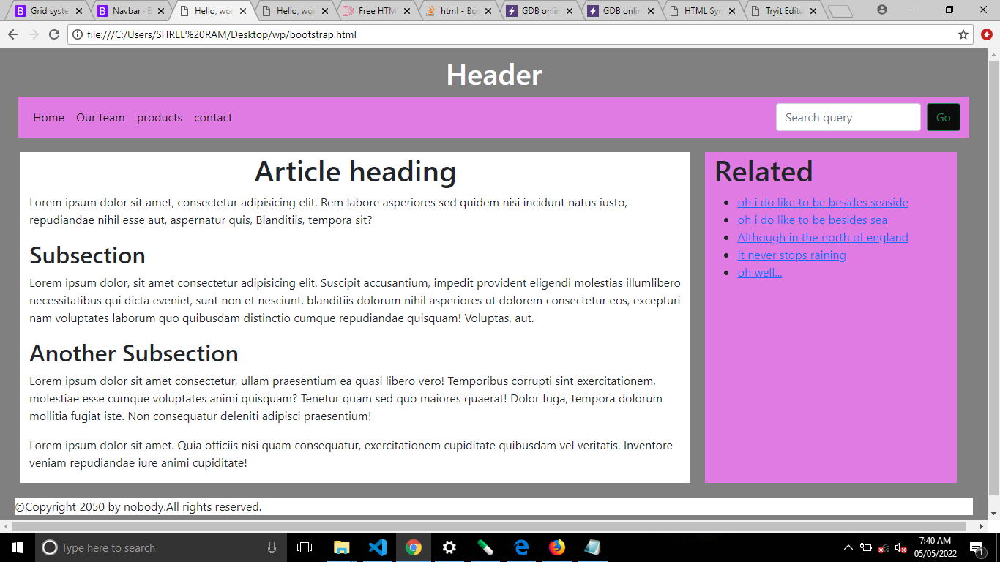 Grid syste
Navbar · B
Hello, wor
Hello, wor
Free HTM
html - Boo
GDB onlin
GDB onlin
HTML Syn
Tryit Edito
file:///C:/Users/SHREE%20RAM/Desktop/wp/bootstrap.html
Header
Home Our team products contact Search query Go
Article heading
Lorem ipsum dolor sit amet, consectetur adipisicing elit. Rem labore asperiores sed quidem nisi incidunt natus iusto,
repudiandae nihil esse aut, aspernatur quis, Blanditiis, tempora sit?
Subsection
Lorem ipsum dolor, sit amet consectetur adipisicing elit. Suscipit accusantium, impedit provident eligendi molestias illumlibero
necessitatibus qui dicta eveniet, sunt non et nesciunt, blanditiis dolorum nihil asperiores ut dolorem consectetur eos, excepturi
nam voluptates laborum quo quibusdam distinctio cumque repudiandae quisquam! Voluptas, aut.
Another Subsection
Lorem ipsum dolor sit amet consectetur, ullam praesentium ea quasi libero vero! Temporibus corrupti sint exercitationem,
molestiae esse cumque voluptates animi quisquam? Tenetur quam sed quo maiores quaerat! Dolor fuga, tempora dolorum
mollitia fugiat iste. Non consequatur deleniti adipisci praesentium!
Lorem ipsum dolor sit amet. Quia officiis nisi quam consequatur, exercitationem cupiditate quibusdam vel veritatis. Inventore
veniam repudiandae iure animi cupiditate!
Related
oh i do like to be besides seaside
oh i do like to be besides sea
Although in the north of england
it never stops raining
oh well...
©Copyright 2050 by nobody.All rights reserved.
Type here to search
7:40 AM
05/05/2022
1